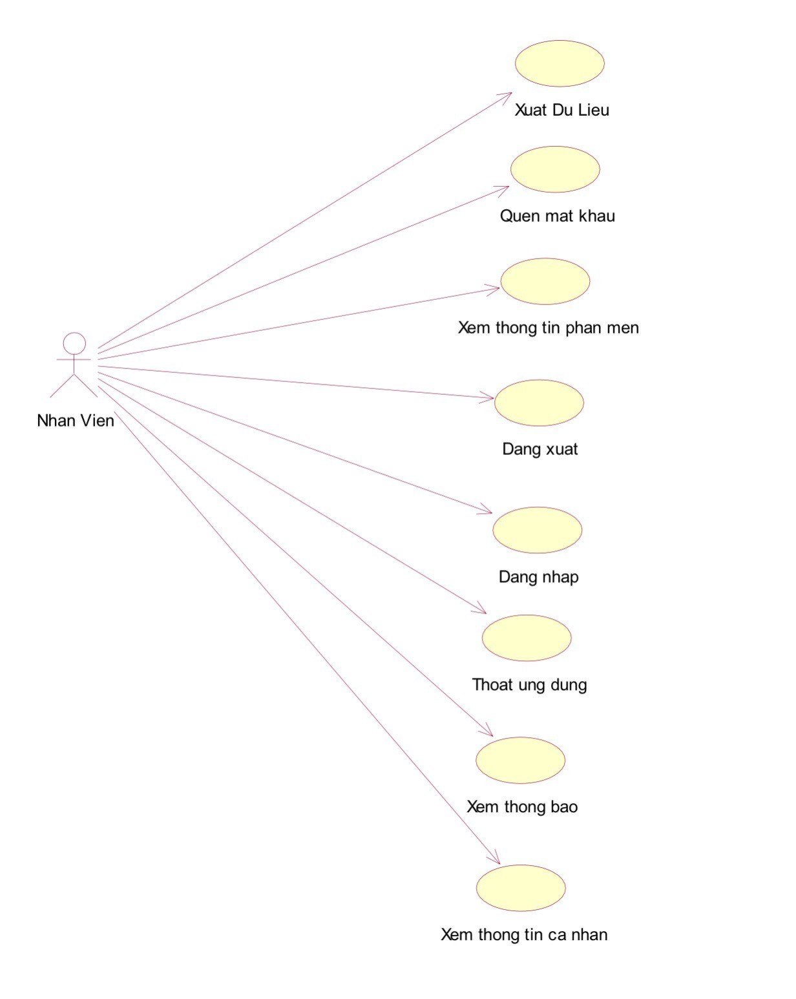 Xuat Du Lieu
Quen mat khau
Xem thong tin phan men
Nhan Vien
Dang xuat
Dang nhap
Thoat ung dung
Xem thong bao
Xem thong tin ca nhan